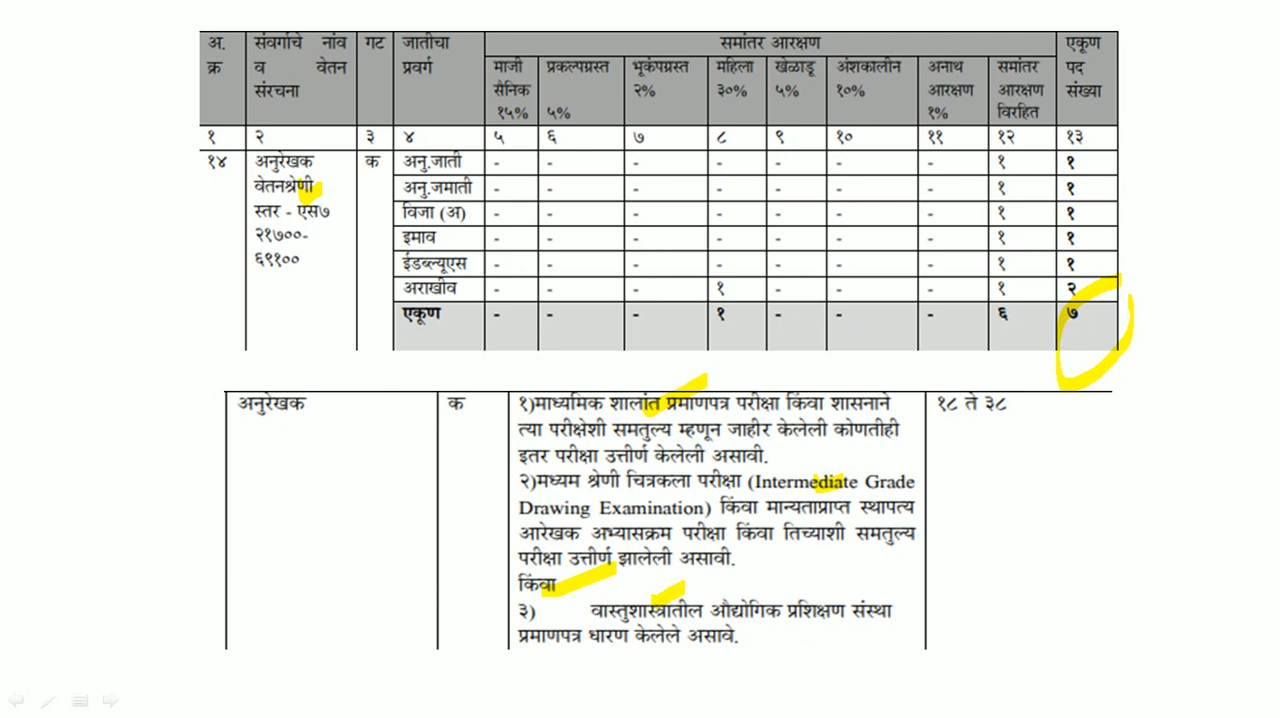 अ. क्र | संवर्गाचे नांव व वेतन संरचना | गट | जातीचा प्रवर्ग | समांतर आरक्षण | एकूण पद संख्या
माजी सैनिक १५% | प्रकल्पग्रस्त ५% | भूकंपग्रस्त २% | महिला ३०% | खेळाडू ५% | अंशकालीन १०% | अनाथ आरक्षण १% | समांतर आरक्षण विरहित
१ | २ | ३ | ४ | ५ | ६ | ७ | ८ | ९ | १० | ११ | १२ | १३
१४ | अनुरेखक | क | अनु.जाती | - | - | - | - | - | - | - | १ | १
वेतनश्रेणी | अनु.जमाती | - | - | - | - | - | - | - | १ | १
स्तर - एस७ | विजा (अ) | - | - | - | - | - | - | - | १ | १
२१७००- | इमाव | - | - | - | - | - | - | - | १ | १
६९१०० | ईडब्ल्यूएस | - | - | - | - | - | - | - | १ | १
अराखीव | - | - | - | १ | - | - | - | १ | २
एकूण | - | - | - | १ | - | - | - | ६ | ७
अनुरेखक | क | १)माध्यमिक शालांत प्रमाणपत्र परीक्षा किंवा शासनाने | १८ ते ३८
त्या परीक्षेशी समतुल्य म्हणून जाहीर केलेली कोणतीही
इतर परीक्षा उत्तीर्ण केलेली असावी.
२)मध्यम श्रेणी चित्रकला परीक्षा (Intermediate Grade
Drawing Examination) किंवा मान्यताप्राप्त स्थापत्य
आरेखक अभ्यासक्रम परीक्षा किंवा तिच्याशी समतुल्य
परीक्षा उत्तीर्ण झालेली असावी.
किंवा
३) वास्तुशास्त्रातील औद्योगिक प्रशिक्षण संस्था
प्रमाणपत्र धारण केलेले असावे.